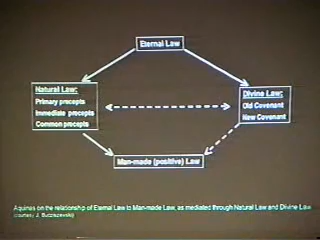 Eternal Law
Natural Law:
Primary precepts
Immediate precepts
Common precepts
Divine Law:
Old Covenant
New Covenant
Man-made (positive) Law
Aquinas on the relationship of Eternal Law to Man-made Law, as mediated through Natural Law and Divine Law
(courtesy J. Budziszewski)